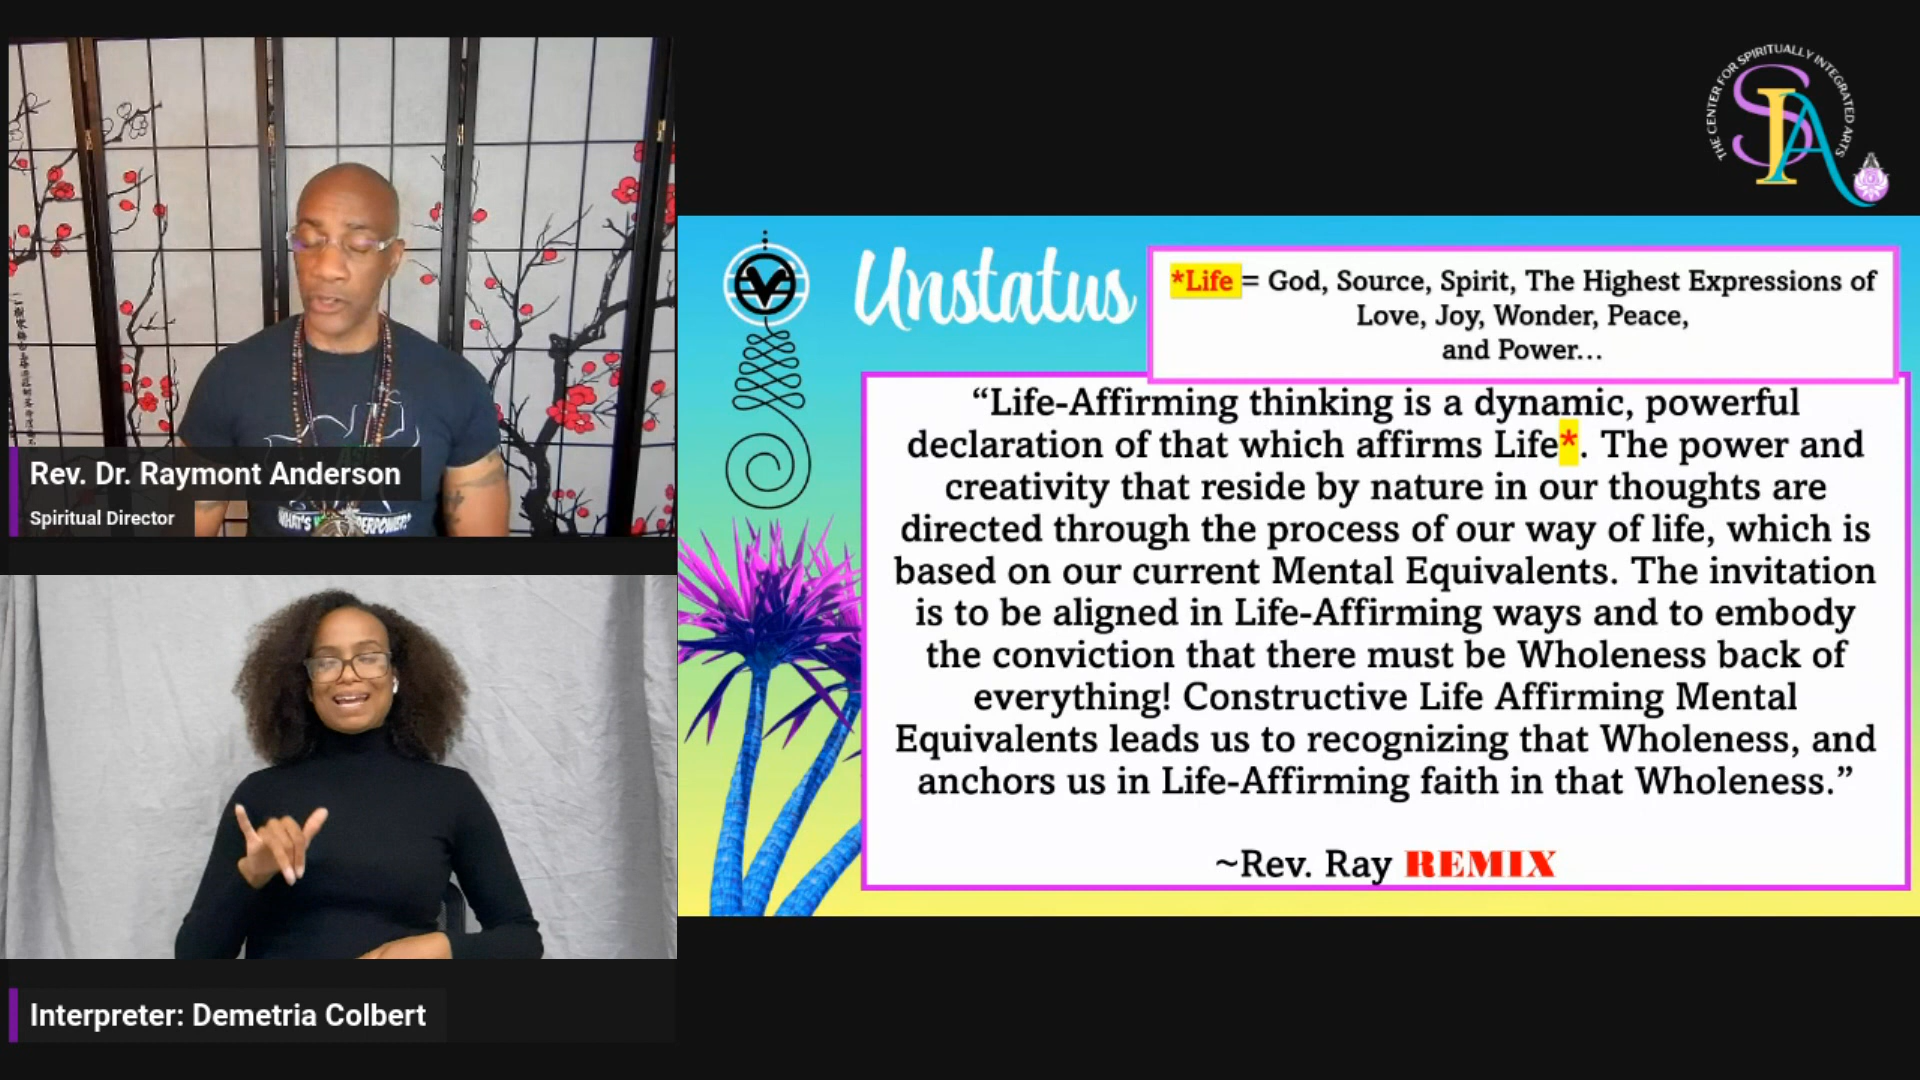 THE CENTER FOR SPIRITUALLY INTEGRATED ARTS
SIA
Rev. Dr. Raymont Anderson
Spiritual Director
WHAT'S
Interpreter: Demetria Colbert
Unstatus
*Life = God, Source, Spirit, The Highest Expressions of
Love, Joy, Wonder, Peace,
and Power...
“Life-Affirming thinking is a dynamic, powerful
declaration of that which affirms Life*. The power and
creativity that reside by nature in our thoughts are
directed through the process of our way of life, which is
based on our current Mental Equivalents. The invitation
is to be aligned in Life-Affirming ways and to embody
the conviction that there must be Wholeness back of
everything! Constructive Life Affirming Mental
Equivalents leads us to recognizing that Wholeness, and
anchors us in Life-Affirming faith in that Wholeness.”
~Rev. Ray REMIX